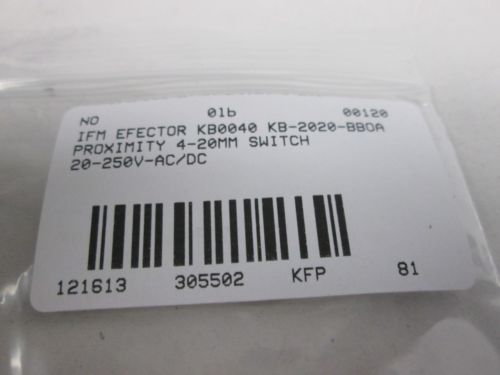 NO 01b 00120
IFM EFECTOR KB0040 KB-2020-BBOA
PROXIMITY 4-20MM SWITCH
20-250V-AC/DC
121613 305502 KFP 81